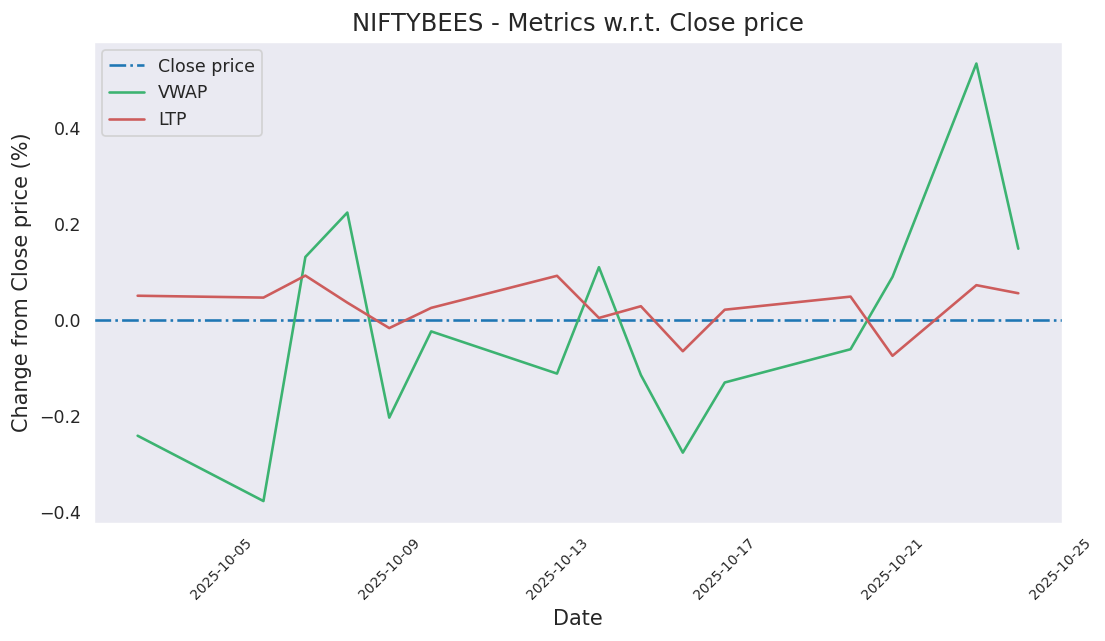 NIFTYBEES - Metrics w.r.t. Close price
Close price
VWAP
LTP
Change from Close price (%)
0.4
0.2
0.0
−0.2
−0.4
2025-10-05
2025-10-09
2025-10-13
2025-10-17
2025-10-21
2025-10-25
Date